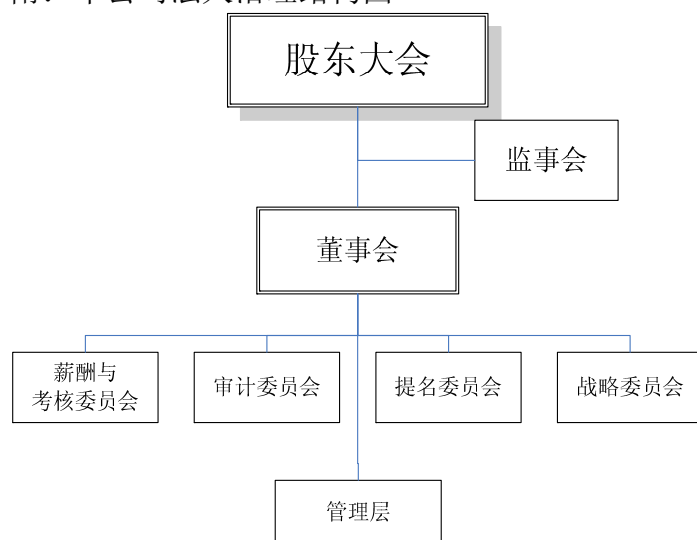 股东大会
监事会
董事会
薪酬与
考核委员会
审计委员会
提名委员会
战略委员会
管理层